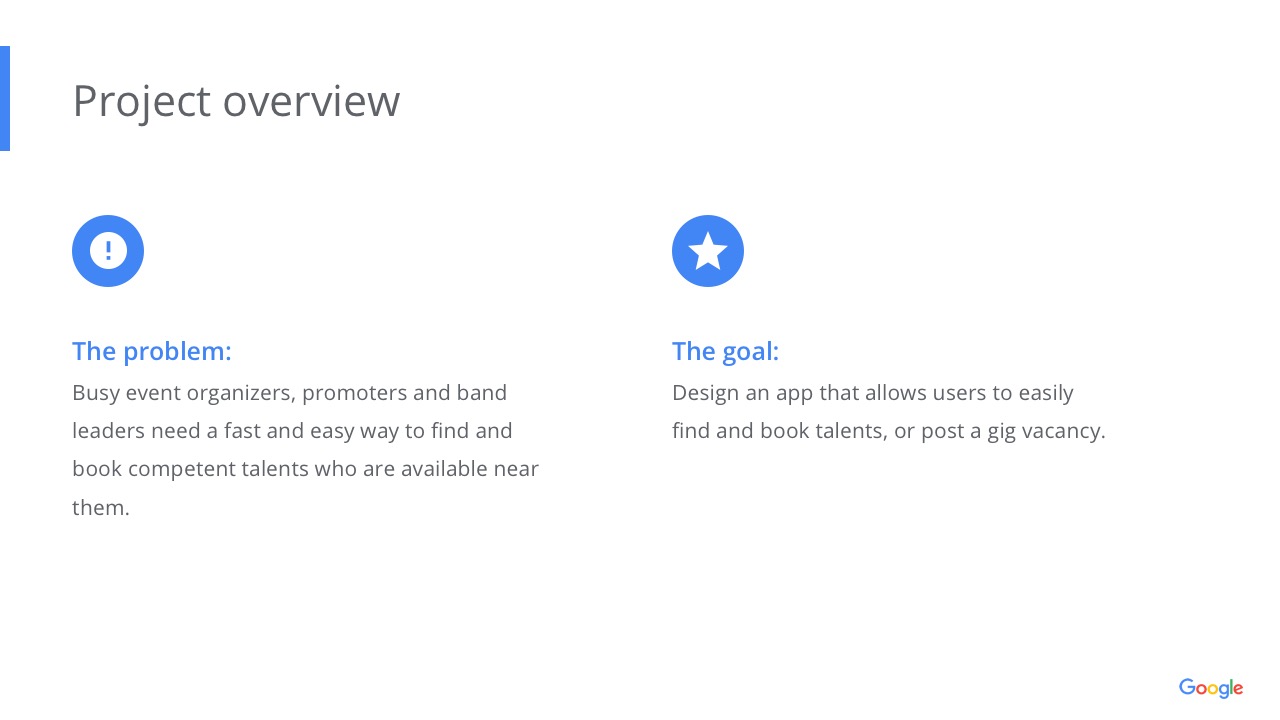 Project overview
The problem:
Busy event organizers, promoters and band
leaders need a fast and easy way to find and
book competent talents who are available near
them.
The goal:
Design an app that allows users to easily
find and book talents, or post a gig vacancy.
Google